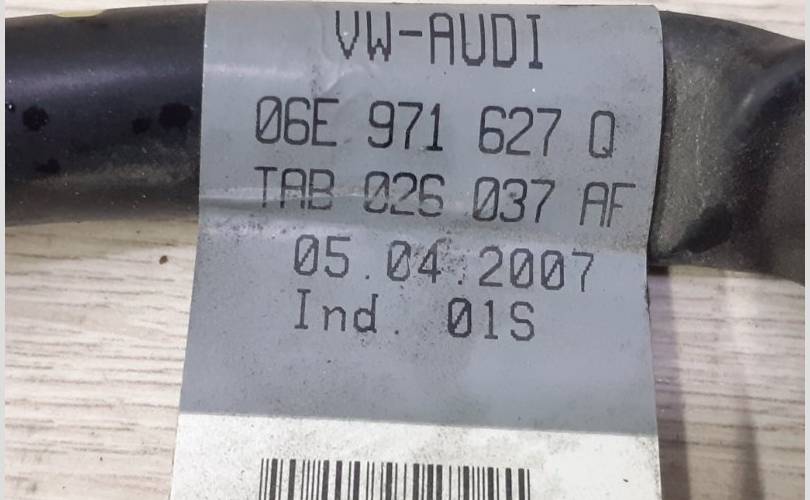 VW-AUDI
06E 971 627 Q
TAB 026 037 AF
05.04.2007
Ind. 01S